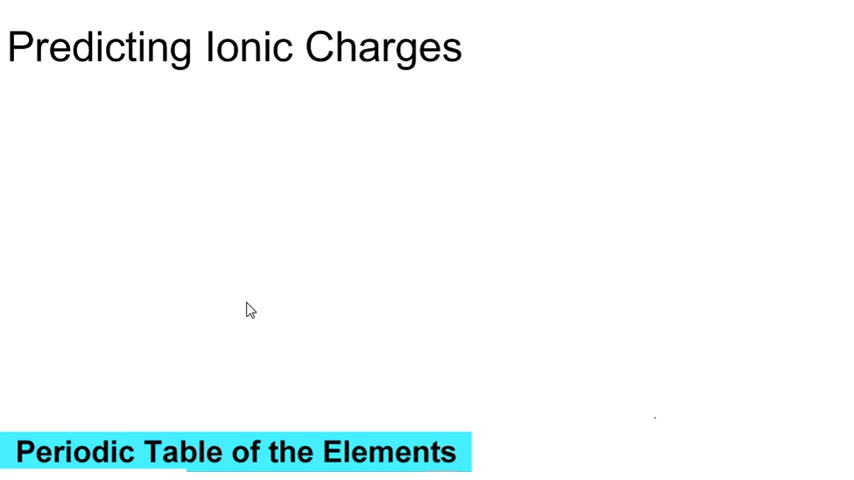 Predicting Ionic Charges
Periodic Table of the Elements